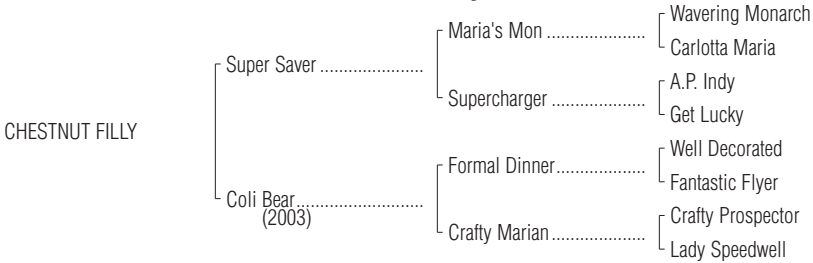 Wavering Monarch
Maria's Mon ......................
Carlotta Maria
Super Saver ......................
A.P. Indy
Supercharger ....................
Get Lucky
CHESTNUT FILLY
Well Decorated
Formal Dinner...................
Fantastic Flyer
Coli Bear...........................
(2003)
Crafty Prospector
Crafty Marian ....................
Lady Speedwell